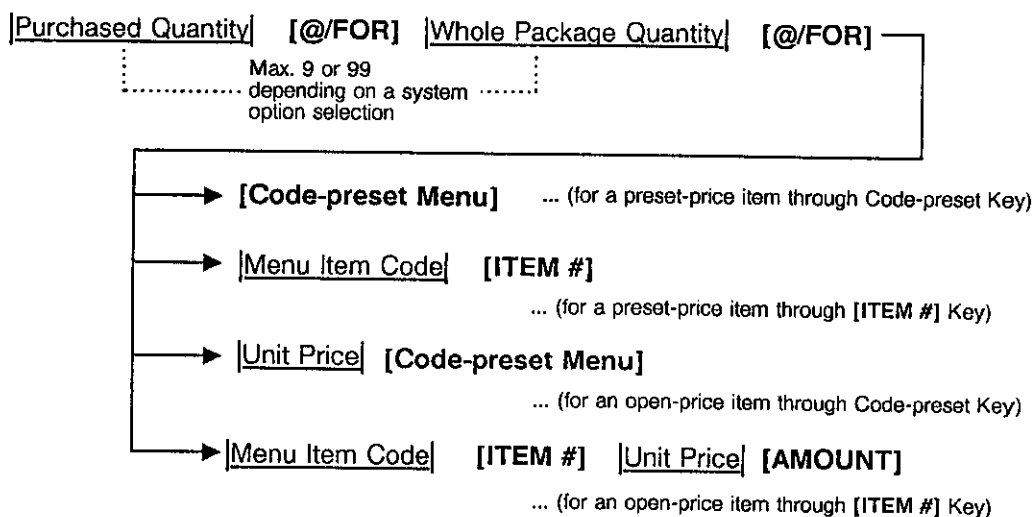 Purchased Quantity [@/FOR] Whole Package Quantity [@/FOR]
Max. 9 or 99
depending on a system
option selection
[Code-preset Menu] ... (for a preset-price item through Code-preset Key)
Menu Item Code [ITEM #]
... (for a preset-price item through [ITEM #] Key)
Unit Price [Code-preset Menu]
... (for an open-price item through Code-preset Key)
Menu Item Code [ITEM #] Unit Price [AMOUNT]
... (for an open-price item through [ITEM #] Key)